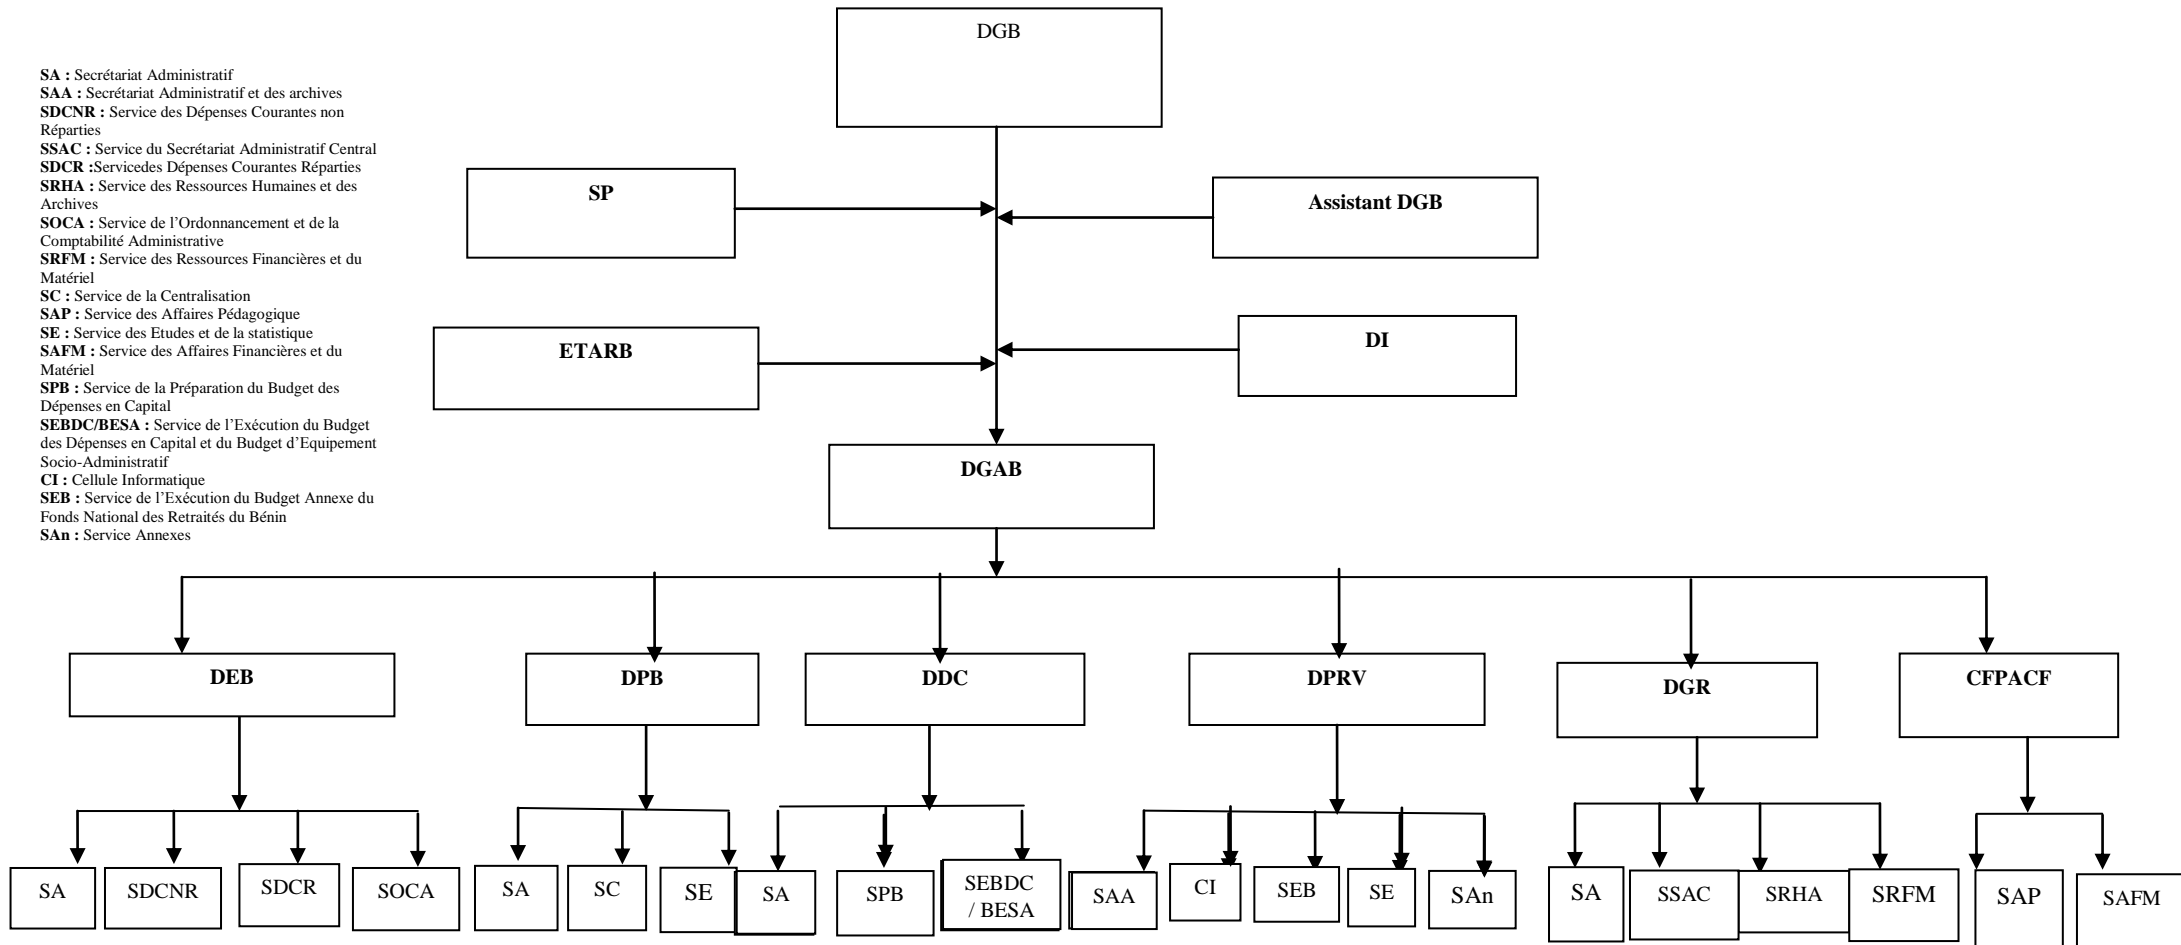 DGB
SA : Secrétariat Administratif
SAA : Secrétariat Administratif et des archives
SDCNR : Service des Dépenses Courantes non
Réparties
SSAC : Service du Secrétariat Administratif Central
SDCR :Servicedes Dépenses Courantes Réparties
SRHA : Service des Ressources Humaines et des
Archives
SOCA : Service de l’Ordonnancement et de la
Comptabilité Administrative
SRFM : Service des Ressources Financières et du
Matériel
SC : Service de la Centralisation
SAP : Service des Affaires Pédagogique
SE : Service des Etudes et de la statistique
SAFM : Service des Affaires Financières et du
Matériel
SPB : Service de la Préparation du Budget des
Dépenses en Capital
SEBDC/BESA : Service de l’Exécution du Budget
des Dépenses en Capital et du Budget d’Equipement
Socio-Administratif
CI : Cellule Informatique
SEB : Service de l’Exécution du Budget Annexe du
Fonds National des Retraités du Bénin
SAn : Service Annexes
SP
Assistant DGB
ETARB
DI
DGAB
DEB
DPB
DDC
DPRV
DGR
CFPACF
SA
SDCNR
SDCR
SOCA
SA
SC
SE
SA
SPB
SEBDC
/ BESA
SAA
CI
SEB
SE
SAn
SA
SSAC
SRHA
SRFM
SAP
SAFM